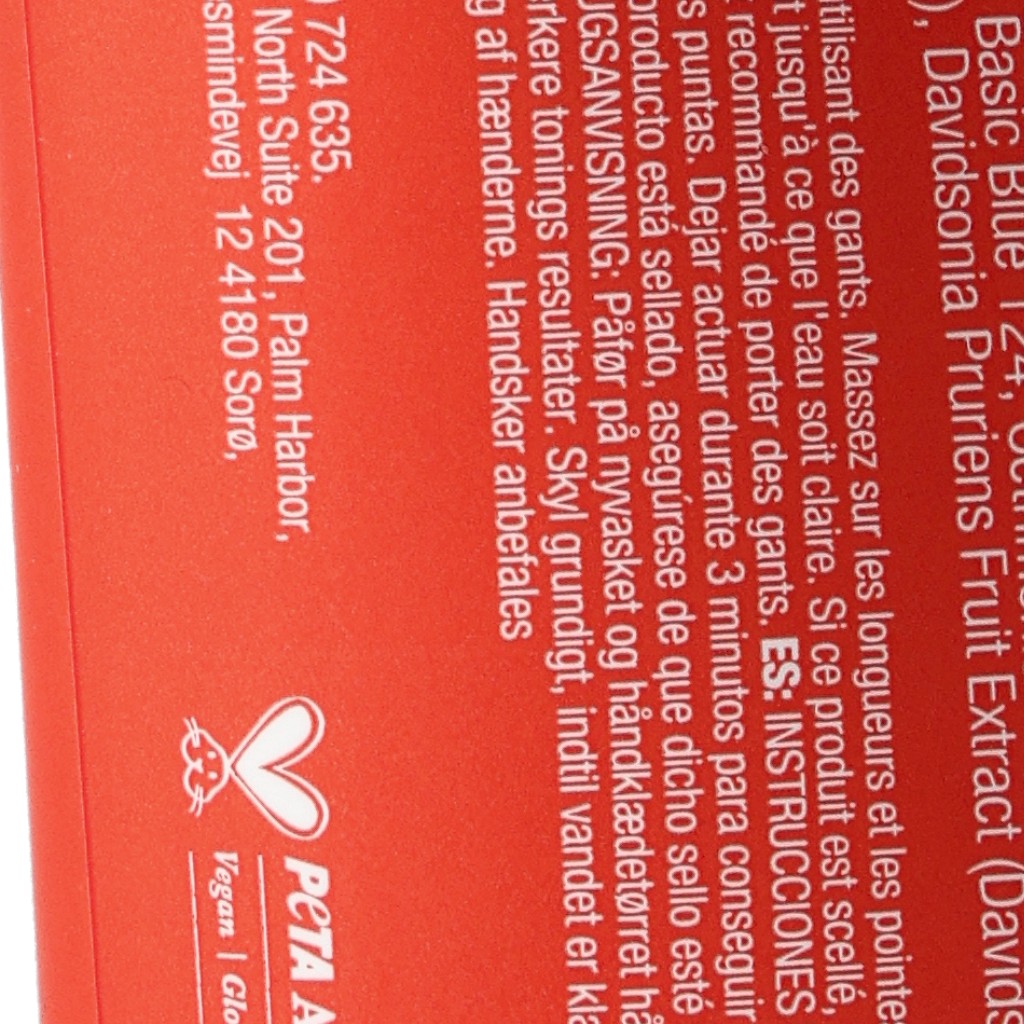 Basic Blue 124,
), Davidsonia Pruriens Fruit Extract (Davids
utilisant des gants. Massez sur les longueurs et les pointes
t jusqu'à ce que l'eau soit claire. Si ce produit est scellé,
recommandé de porter des gants. ES: INSTRUCCIONES
s puntas. Dejar actuar durante 3 minutos para conseguir
producto está sellado, asegúrese de que dicho sello esté
UGSANVISNING: Påfør på nyvasket og håndklædetørret hå
rkere tonings resultater. Skyl grundigt, indtil vandet er kla
g af hænderne. Handsker anbefales
) 724 635.
North Suite 201, Palm Harbor,
smindevej 12 4180 Sorø,
PETA A
Vegan | Glo